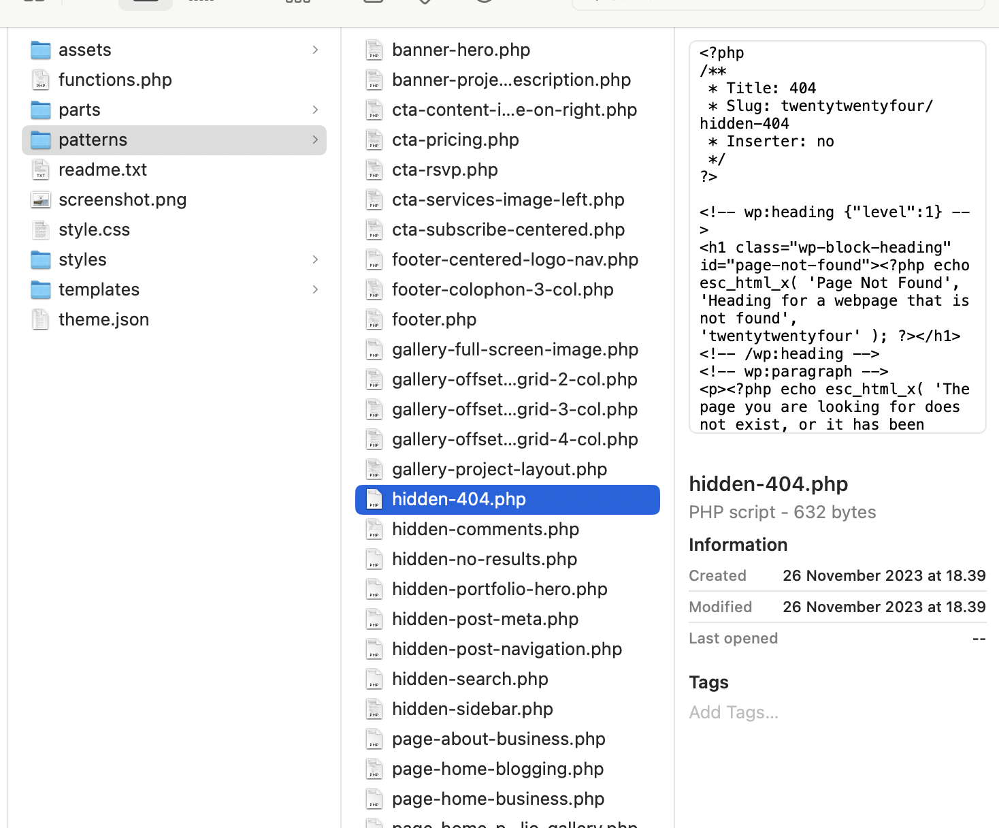 assets
functions.php
parts
patterns
readme.txt
screenshot.png
style.css
styles
templates
theme.json
banner-hero.php
banner-proje...escription.php
cta-content-i...e-on-right.php
cta-pricing.php
cta-rsvp.php
cta-services-image-left.php
cta-subscribe-centered.php
footer-centered-logo-nav.php
footer-colophon-3-col.php
footer.php
gallery-full-screen-image.php
gallery-offset...grid-2-col.php
gallery-offset...grid-3-col.php
gallery-offset...grid-4-col.php
gallery-project-layout.php
hidden-404.php
hidden-comments.php
hidden-no-results.php
hidden-portfolio-hero.php
hidden-post-meta.php
hidden-post-navigation.php
hidden-search.php
hidden-sidebar.php
page-about-business.php
page-home-blogging.php
page-home-business.php
<?php
/**
 * Title: 404
 * Slug: twentytwentyfour/
hidden-404
 * Inserter: no
 */
?>
<!-- wp:heading {"level":1} --
>
<h1 class="wp-block-heading"
id="page-not-found"><?php echo
esc_html_x( 'Page Not Found',
'Heading for a webpage that is
not found',
'twentytwentyfour' ); ?></h1>
<!-- /wp:heading -->
<!-- wp:paragraph -->
<p><?php echo esc_html_x( 'The
page you are looking for does
not exist, or it has been
hidden-404.php
PHP script - 632 bytes
Information
Created 26 November 2023 at 18.39
Modified 26 November 2023 at 18.39
Last opened --
Tags
Add Tags...